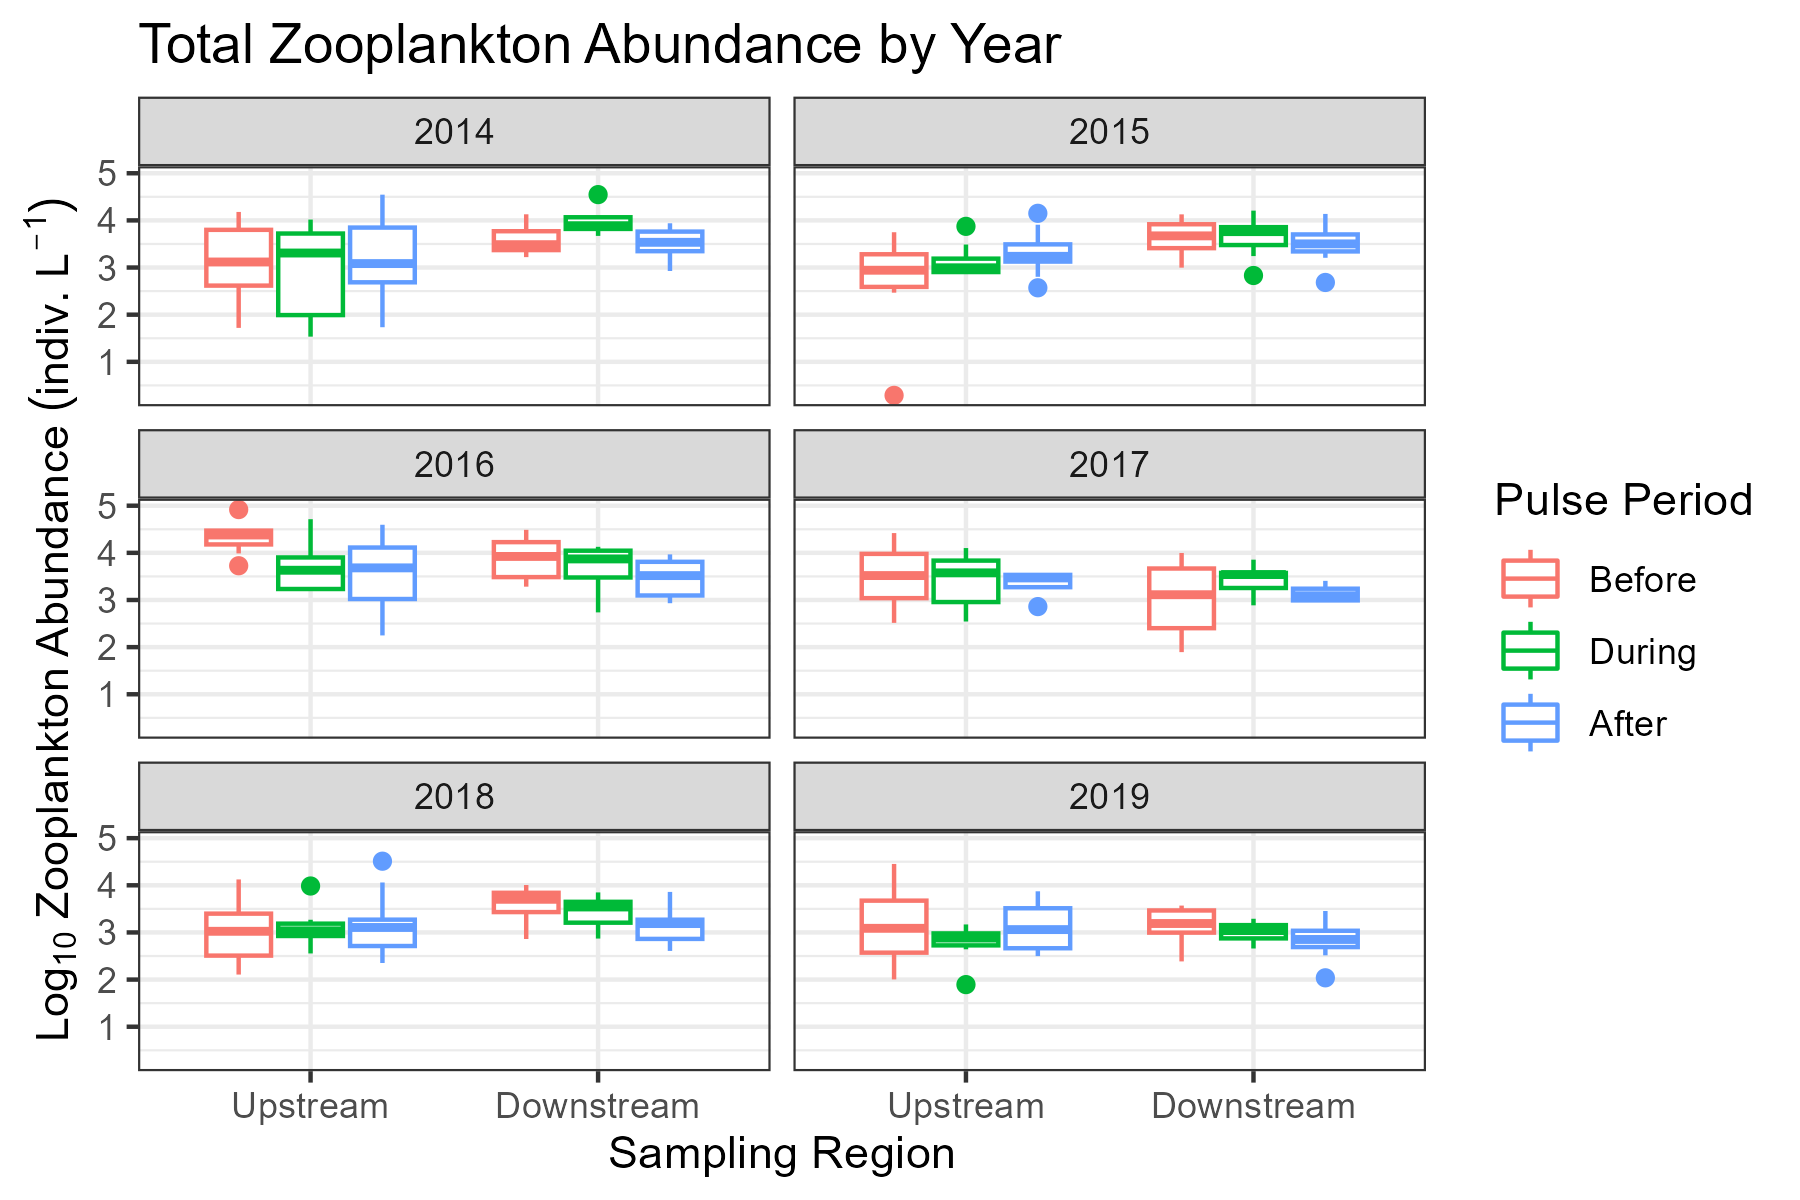 Total Zooplankton Abundance by Year
2014
2015
5
4
3
2
1
2016
2017
5
4
3
2
1
2018
2019
5
4
3
2
1
Upstream
Downstream
Upstream
Downstream
Sampling Region
Log10 Zooplankton Abundance (indiv. L−1)
Pulse Period
Before
During
After